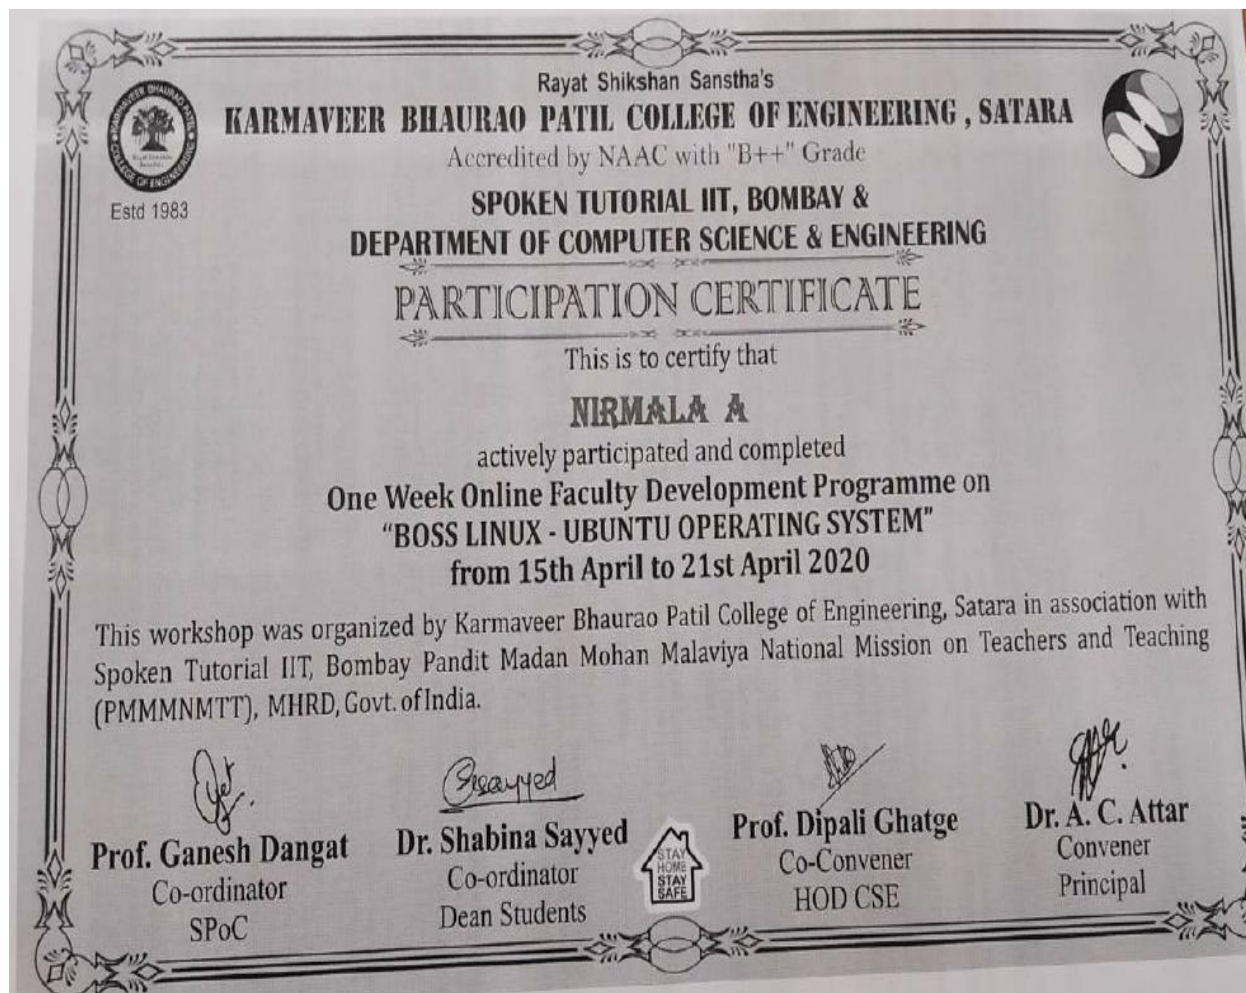 Rayat Shikshan Sanstha's
KARMAVEER BHAURAO PATIL COLLEGE OF ENGINEERING , SATARA
Accredited by NAAC with "B++" Grade
Estd 1983
SPOKEN TUTORIAL IIT, BOMBAY &
DEPARTMENT OF COMPUTER SCIENCE & ENGINEERING
PARTICIPATION CERTIFICATE
This is to certify that
NIRMALA A
actively participated and completed
One Week Online Faculty Development Programme on
“BOSS LINUX - UBUNTU OPERATING SYSTEM”
from 15th April to 21st April 2020
This workshop was organized by Karmaveer Bhaurao Patil College of Engineering, Satara in association with
Spoken Tutorial IIT, Bombay Pandit Madan Mohan Malaviya National Mission on Teachers and Teaching
(PMMMNMTT), MHRD, Govt. of India.
Prof. Ganesh Dangat
Co-ordinator
SPoC
Dr. Shabina Sayyed
Co-ordinator
Dean Students
STAY
HOME
STAY
SAFE
Prof. Dipali Ghatge
Co-Convener
HOD CSE
Dr. A. C. Attar
Convener
Principal